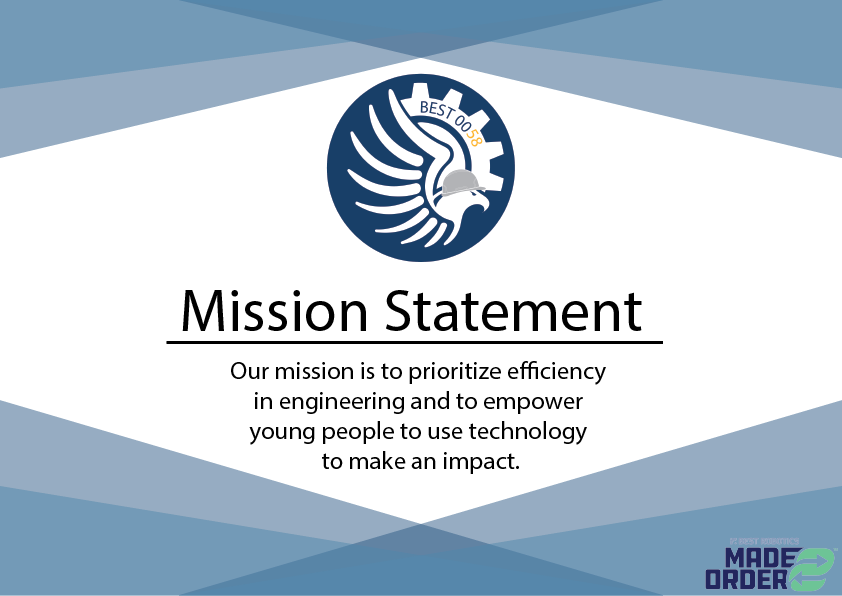 BEST 0058
Mission Statement
Our mission is to prioritize efficiency
in engineering and to empower
young people to use technology
to make an impact.
MADE
ORDER